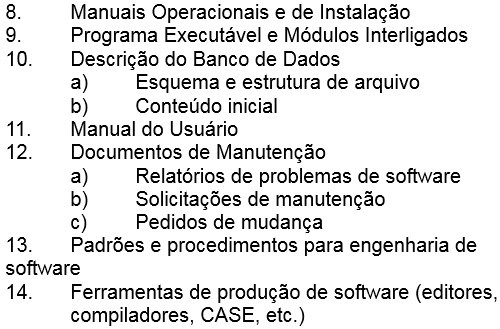 8. Manuais Operacionais e de Instalação
9. Programa Executável e Módulos Interligados
10. Descrição do Banco de Dados
a) Esquema e estrutura de arquivo
b) Conteúdo inicial
11. Manual do Usuário
12. Documentos de Manutenção
a) Relatórios de problemas de software
b) Solicitações de manutenção
c) Pedidos de mudança
13. Padrões e procedimentos para engenharia de
software
14. Ferramentas de produção de software (editores,
compiladores, CASE, etc.)